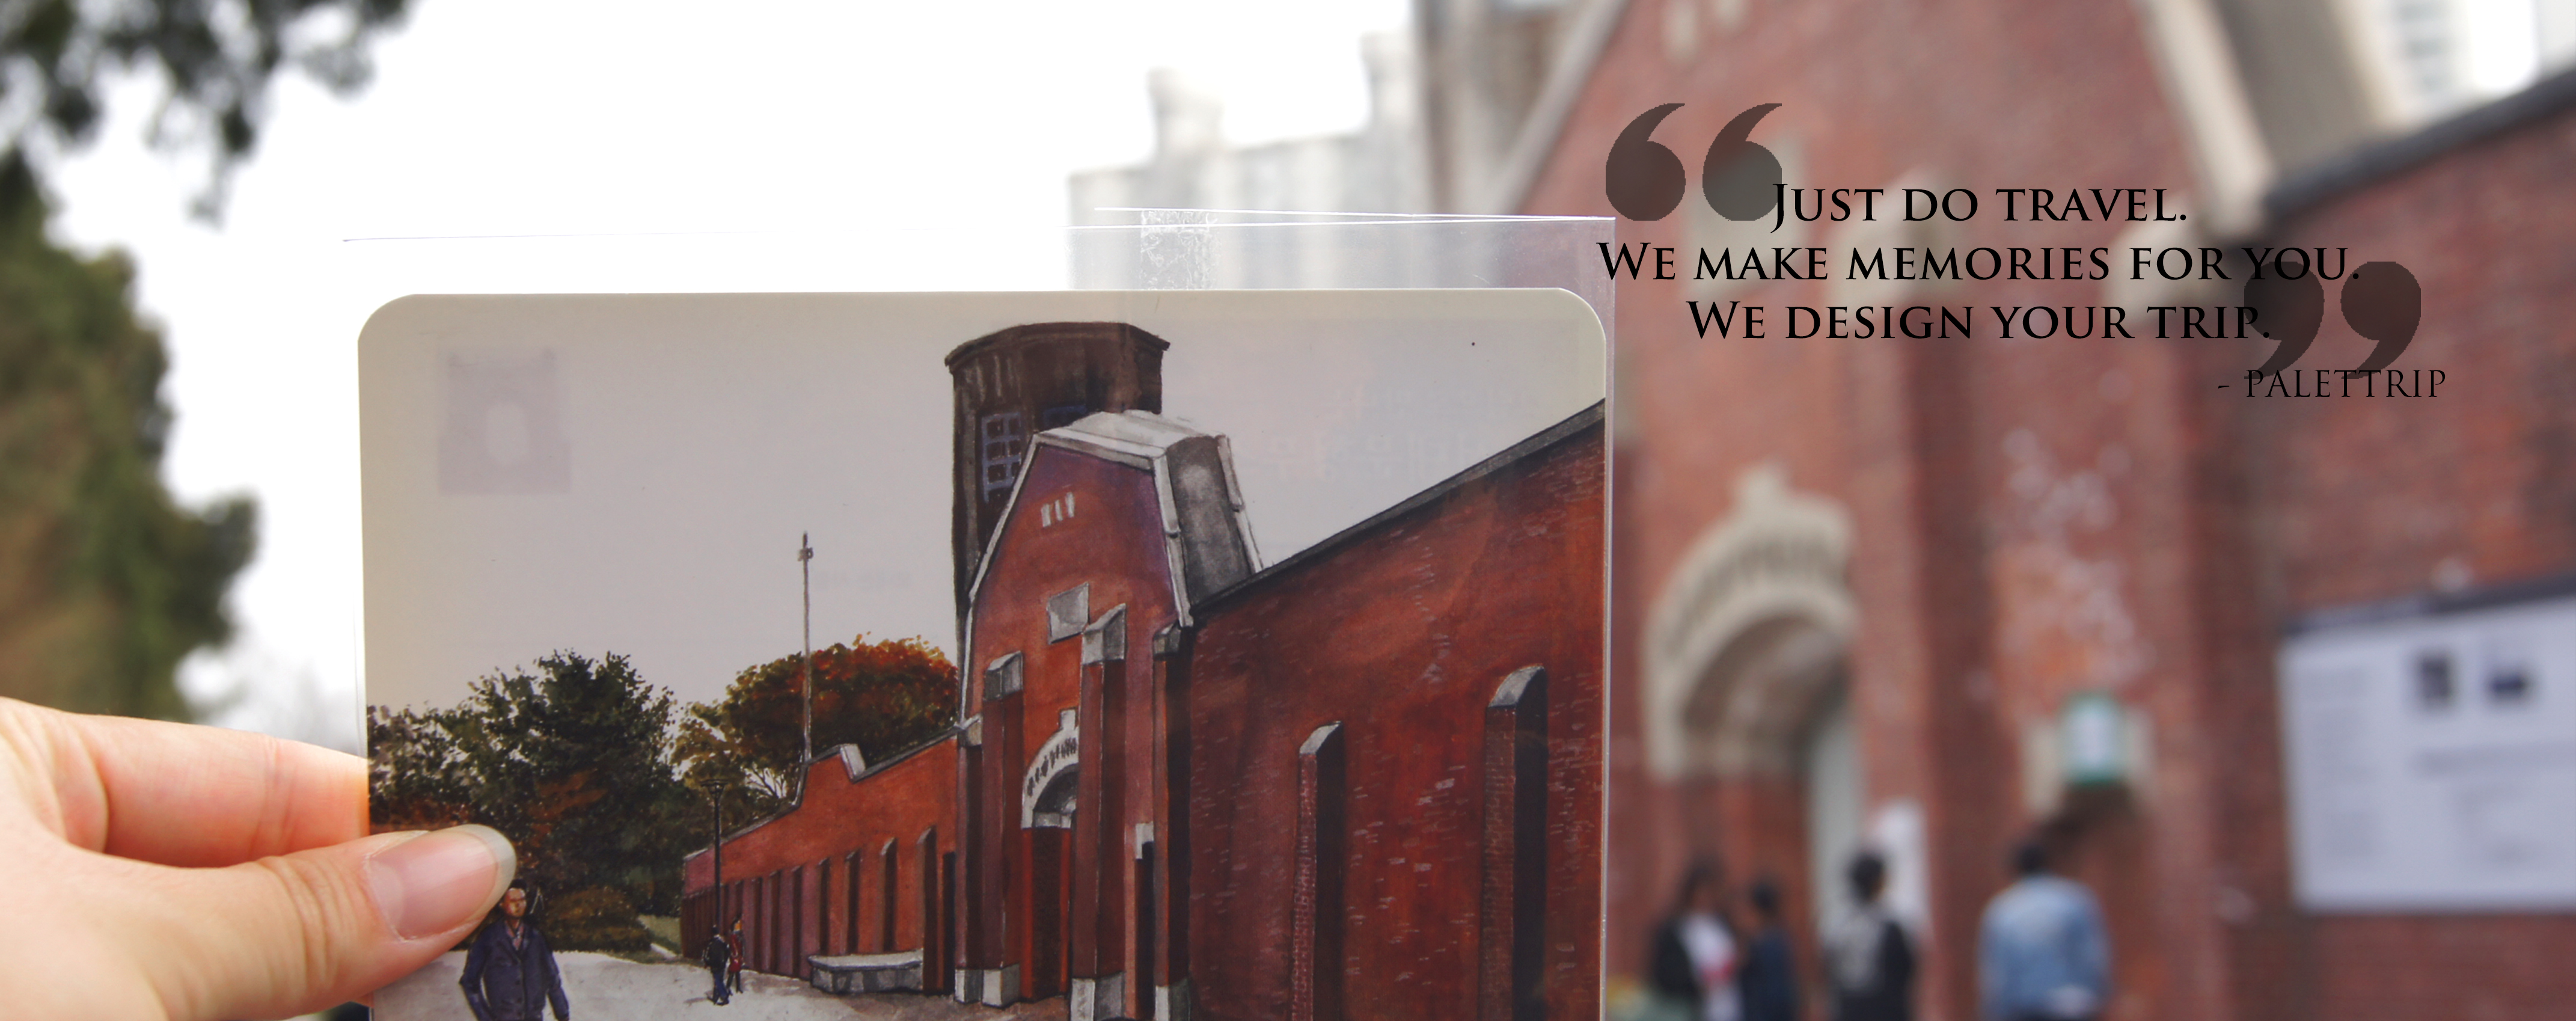 Just do travel.
We make memories for you.
We design your trip.
- PALETTRIP